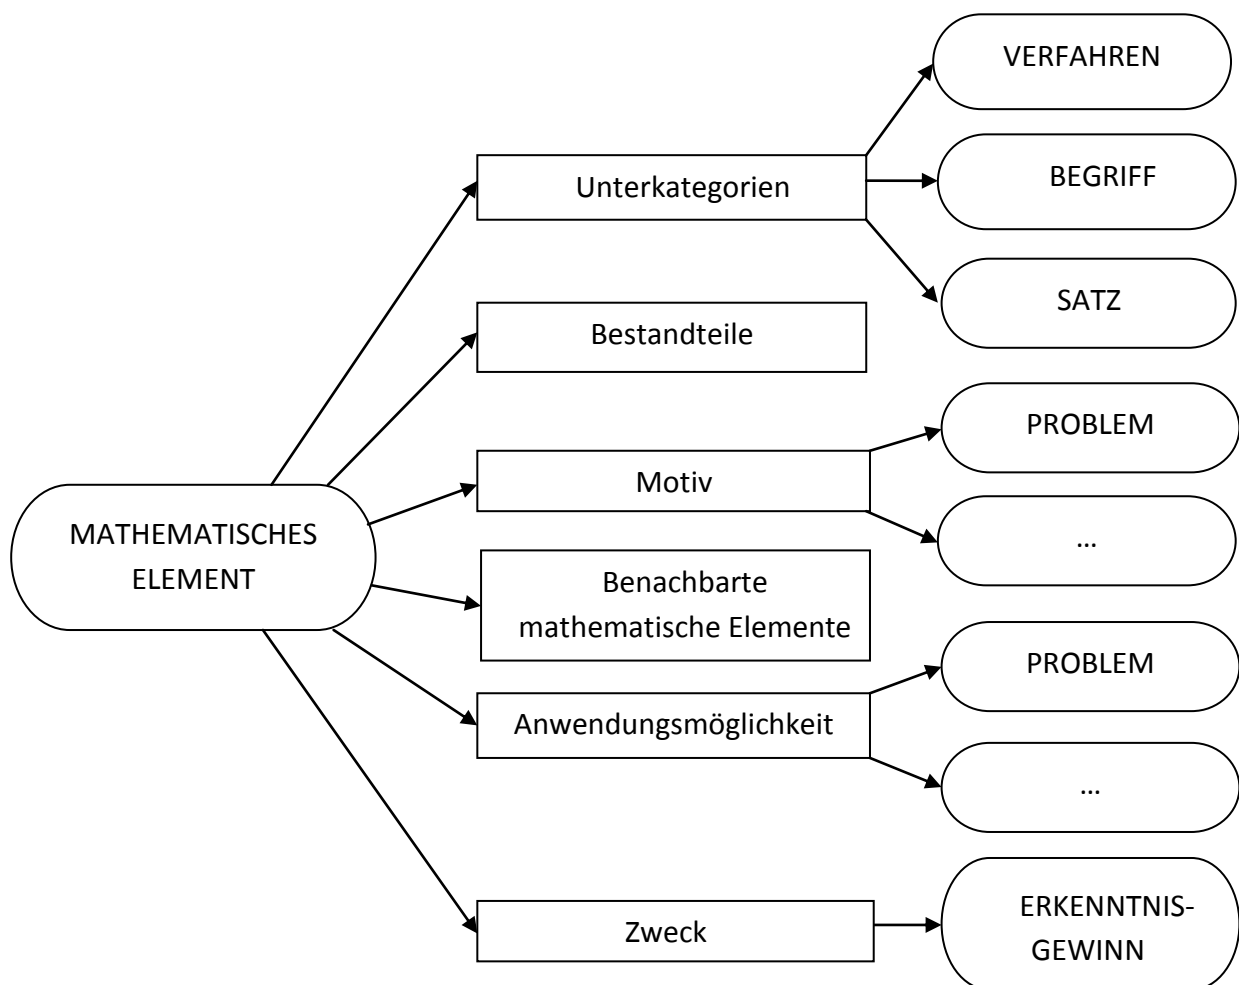 VERFAHREN
Unterkategorien
BEGRIFF
SATZ
Bestandteile
PROBLEM
Motiv
...
MATHEMATISCHES
ELEMENT
Benachbarte
mathematische Elemente
PROBLEM
Anwendungsmöglichkeit
...
Zweck
ERKENNTNIS-
GEWINN